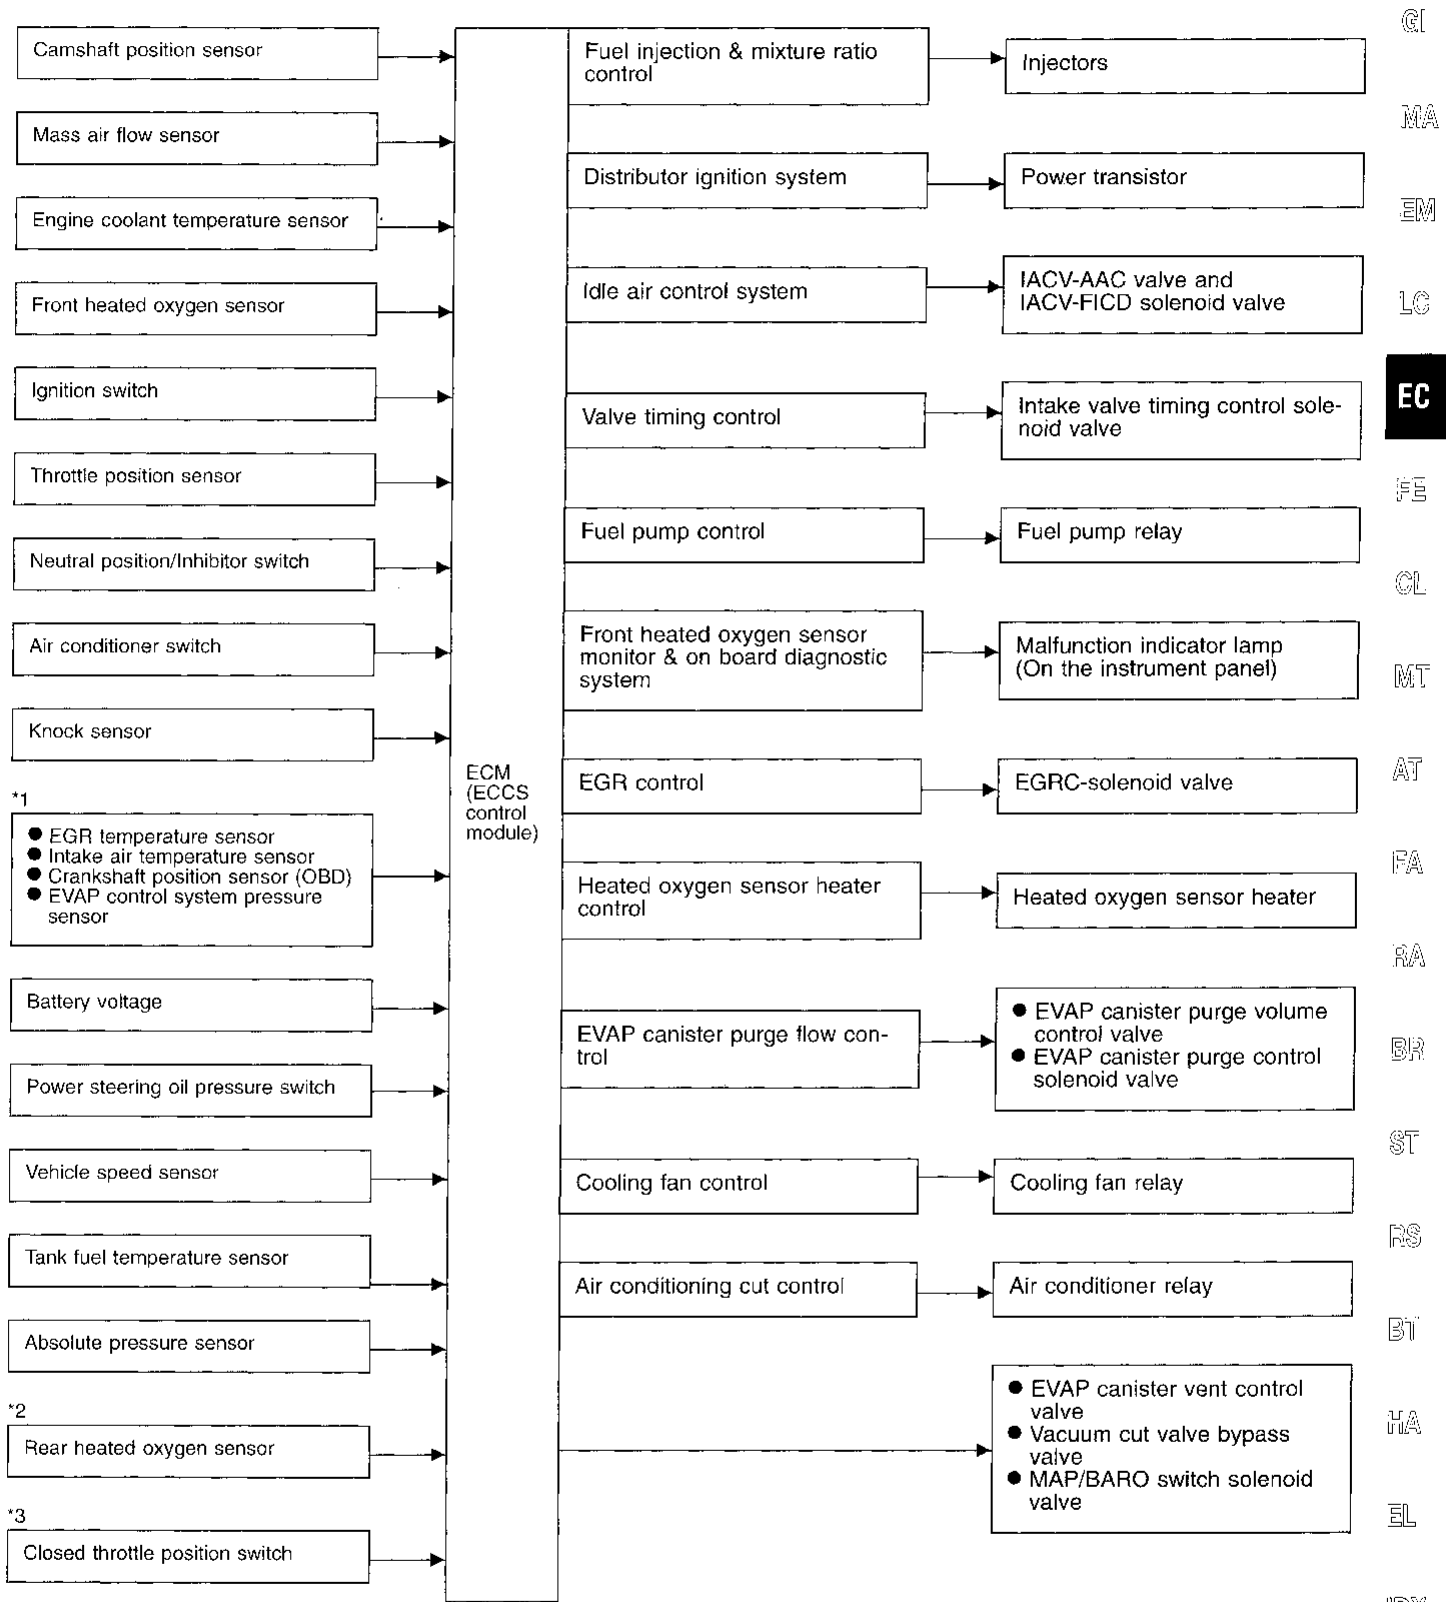 Camshaft position sensor
Mass air flow sensor
Engine coolant temperature sensor
Front heated oxygen sensor
Ignition switch
Throttle position sensor
Neutral position/Inhibitor switch
Air conditioner switch
Knock sensor
*1
● EGR temperature sensor
● Intake air temperature sensor
● Crankshaft position sensor (OBD)
● EVAP control system pressure
sensor
Battery voltage
Power steering oil pressure switch
Vehicle speed sensor
Tank fuel temperature sensor
Absolute pressure sensor
*2
Rear heated oxygen sensor
*3
Closed throttle position switch
ECM
(ECCS
control
module)
Fuel injection & mixture ratio
control
Distributor ignition system
Idle air control system
Valve timing control
Fuel pump control
Front heated oxygen sensor
monitor & on board diagnostic
system
EGR control
Heated oxygen sensor heater
control
EVAP canister purge flow con-
trol
Cooling fan control
Air conditioning cut control
Injectors
Power transistor
IACV-AAC valve and
IACV-FICD solenoid valve
Intake valve timing control sole-
noid valve
Fuel pump relay
Malfunction indicator lamp
(On the instrument panel)
EGRC-solenoid valve
Heated oxygen sensor heater
● EVAP canister purge volume
control valve
● EVAP canister purge control
solenoid valve
Cooling fan relay
Air conditioner relay
● EVAP canister vent control
valve
● Vacuum cut valve bypass
valve
● MAP/BARO switch solenoid
valve
GI
MA
EM
LC
EC
FE
CL
MT
AT
FA
RA
BR
ST
RS
BT
HA
EL